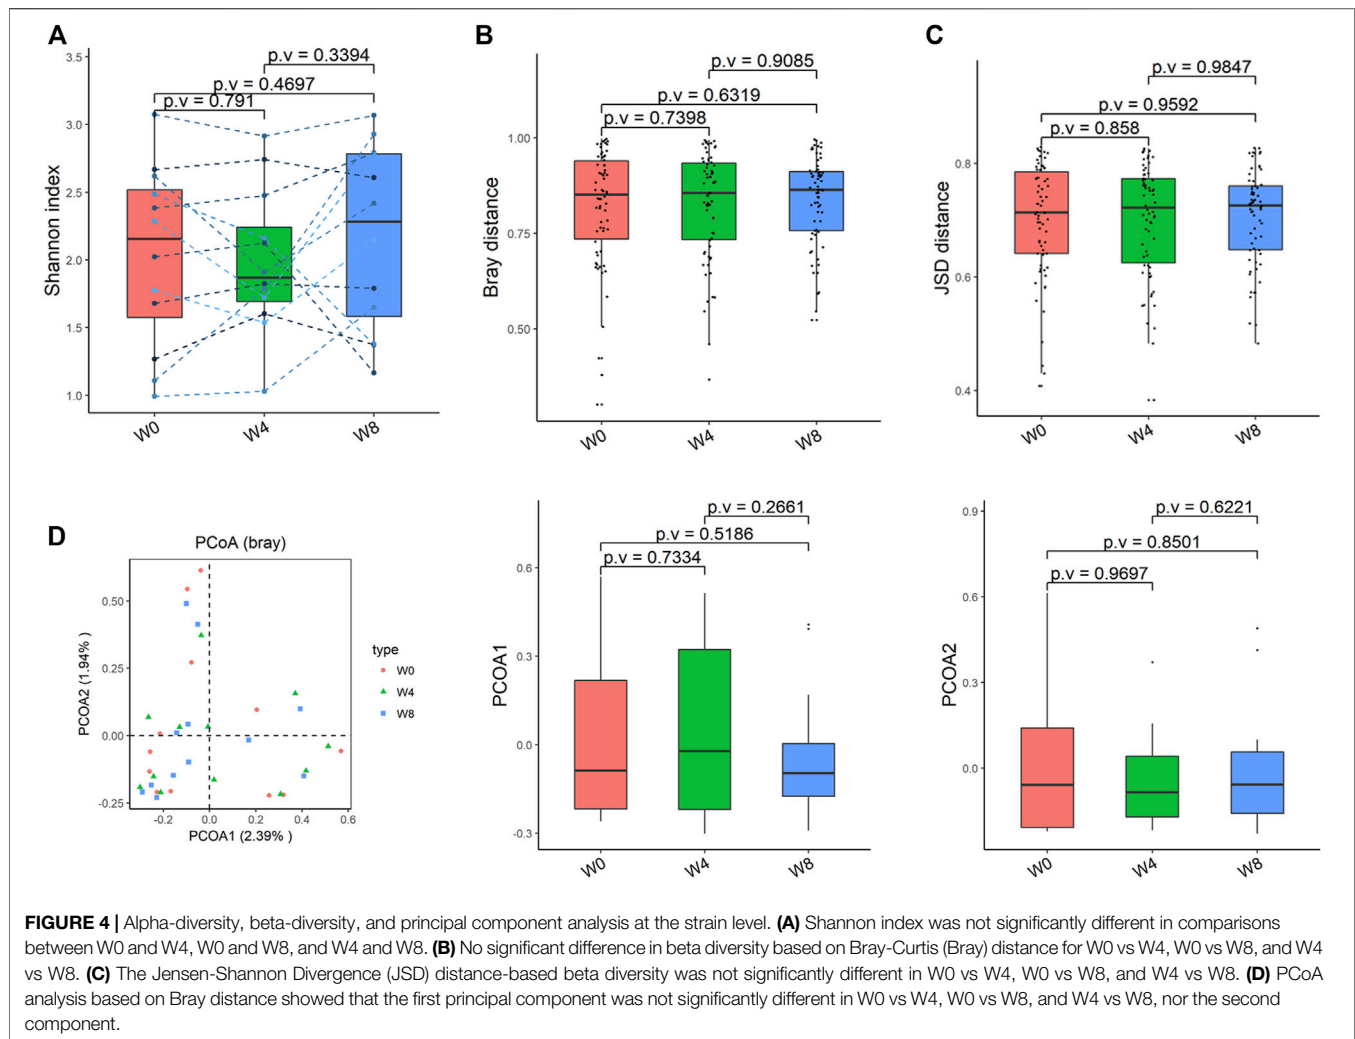 A
3.5
3.0
2.5
2.0
1.5
1.0
Shannon index
p.v = 0.3394
p.v = 0.4697
p.v = 0.791
W0
W4
W8
B
1.00
0.75
0.50
Bray distance
p.v = 0.9085
p.v = 0.6319
p.v = 0.7398
W0
W4
W8
C
0.8
0.6
0.4
JSD distance
p.v = 0.9847
p.v = 0.9592
p.v = 0.858
W0
W4
W8
D
PCoA (bray)
0.50
0.25
0.00
-0.25
PCOA2 (1.94% )
-0.2
0.0
0.2
0.4
0.6
PCOA1 (2.39% )
type
W0
W4
W8
0.6
0.3
0.0
-0.3
PCOA1
p.v = 0.2661
p.v = 0.5186
p.v = 0.7334
W0
W4
W8
0.9
0.6
0.3
0.0
PCOA2
p.v = 0.6221
p.v = 0.8501
p.v = 0.9697
W0
W4
W8
FIGURE 4 | Alpha-diversity, beta-diversity, and principal component analysis at the strain level. (A) Shannon index was not significantly different in comparisons
between W0 and W4, W0 and W8, and W4 and W8. (B) No significant difference in beta diversity based on Bray-Curtis (Bray) distance for W0 vs W4, W0 vs W8, and W4
vs W8. (C) The Jensen-Shannon Divergence (JSD) distance-based beta diversity was not significantly different in W0 vs W4, W0 vs W8, and W4 vs W8. (D) PCoA
analysis based on Bray distance showed that the first principal component was not significantly different in W0 vs W4, W0 vs W8, and W4 vs W8, nor the second
component.